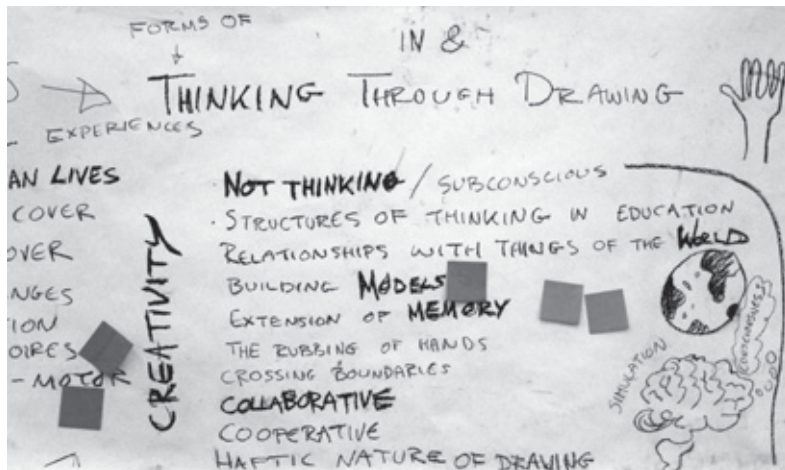 FORMS OF
IN &
THINKING THROUGH DRAWING
EXPERIENCES
AN LIVES
COVER
OVER
NGES
TION
OIRES
- MOTOR
CREATIVITY
NOT THINKING / SUBCONSCIOUS
· STRUCTURES OF THINKING IN EDUCATION
RELATIONSHIPS WITH THINGS OF THE WORLD
BUILDING MODELS
EXTENSION OF MEMORY
THE RUBBING OF HANDS
CROSSING BOUNDARIES
COLLABORATIVE
COOPERATIVE
HAPTIC NATURE OF DRAWING
SIMULATION